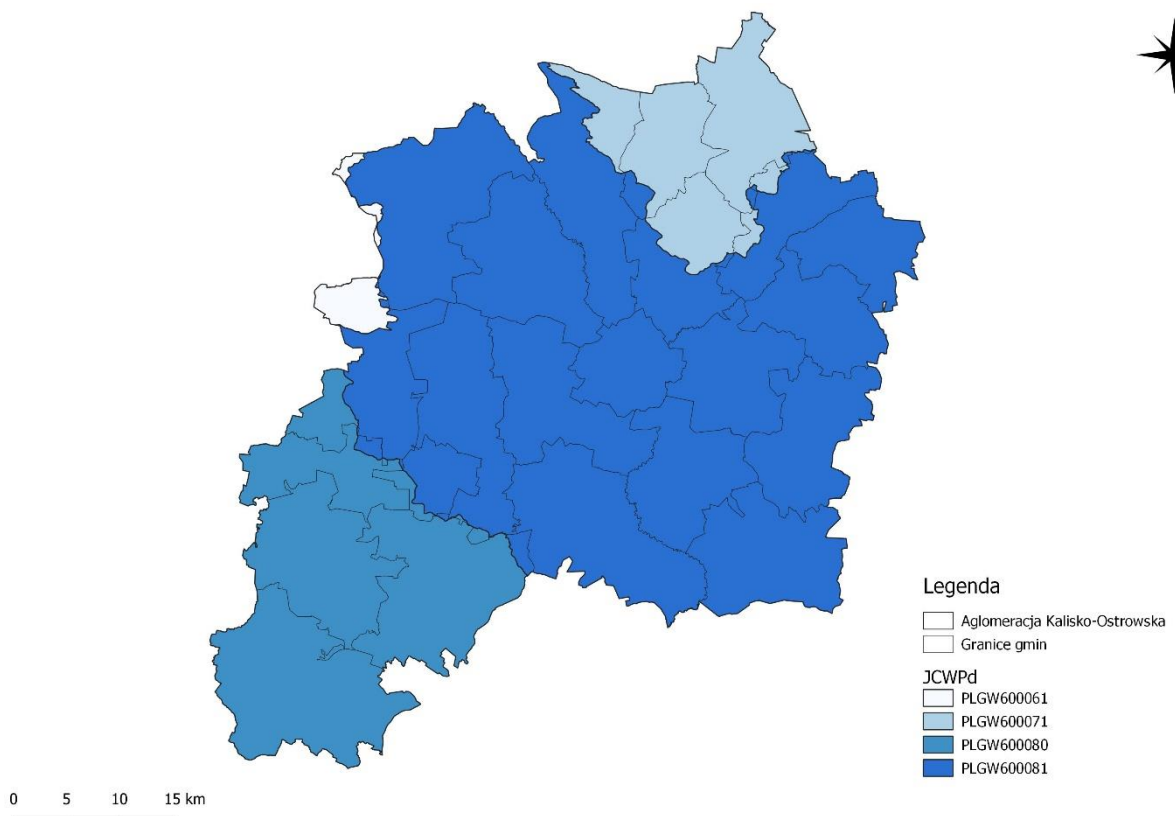 Legenda
Aglomeracja Kalisko-Ostrowska
Granice gmin
JCWPd
PLGW600061
PLGW600071
PLGW600080
PLGW600081
0 5 10 15 km